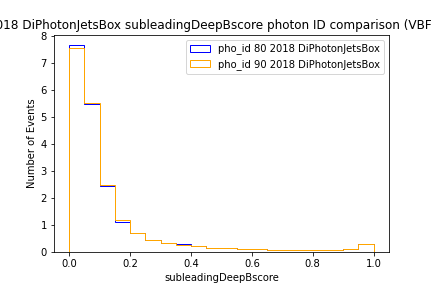 018 DiPhotonJetsBox subleadingDeepBscore photon ID comparison (VBF
pho_id 80 2018 DiPhotonJetsBox
pho_id 90 2018 DiPhotonJetsBox
Number of Events
8
7
6
5
4
3
2
1
0
0.0 0.2 0.4 0.6 0.8 1.0
subleadingDeepBscore